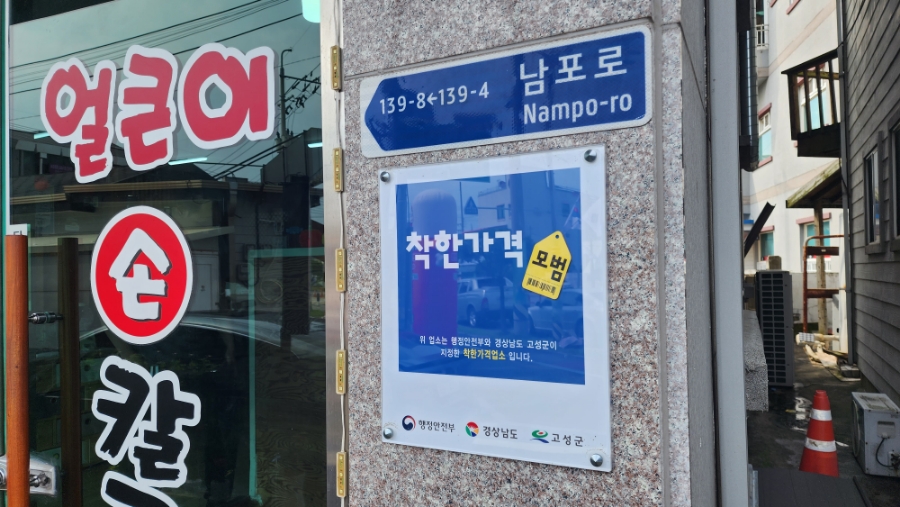 얼큰이
손
칼
139-8←139-4
남포로
Nampo-ro
착한가격
모범
위 업소는 행정안전부와 경상남도 고성군이
지정한 착한가격업소 입니다.
행정안전부
경상남도
고성군